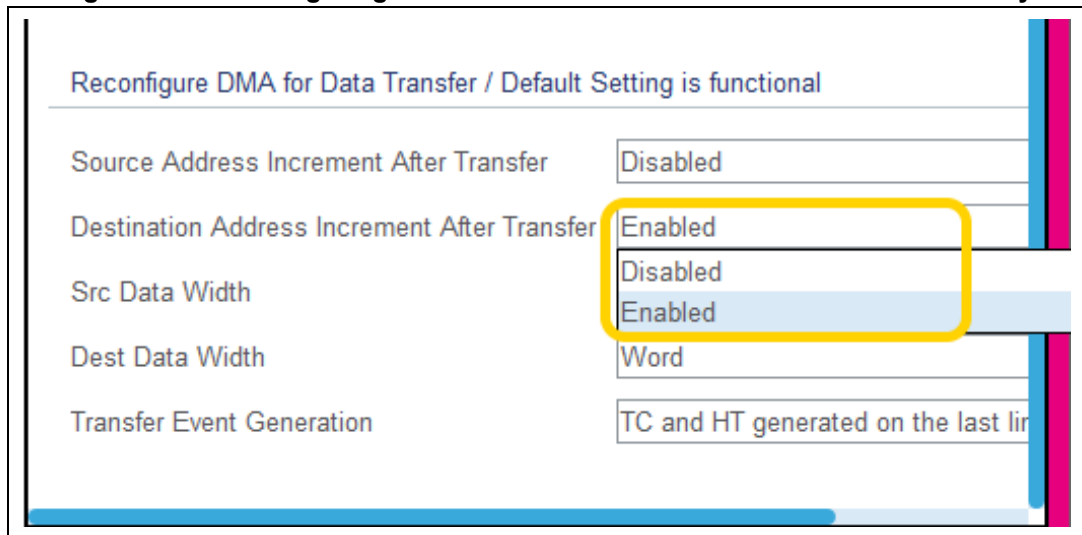 Reconfigure DMA for Data Transfer / Default Setting is functional
Source Address Increment After Transfer Disabled
Destination Address Increment After Transfer Enabled
Disabled
Src Data Width
Enabled
Dest Data Width Word
Transfer Event Generation TC and HT generated on the last